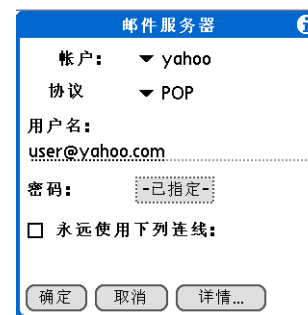 邮件服务器
帐户： yahoo
协议 POP
用户名：
user@yahoo.com
密码： -已指定-
永远使用下列连线：
确定 取消 详情...